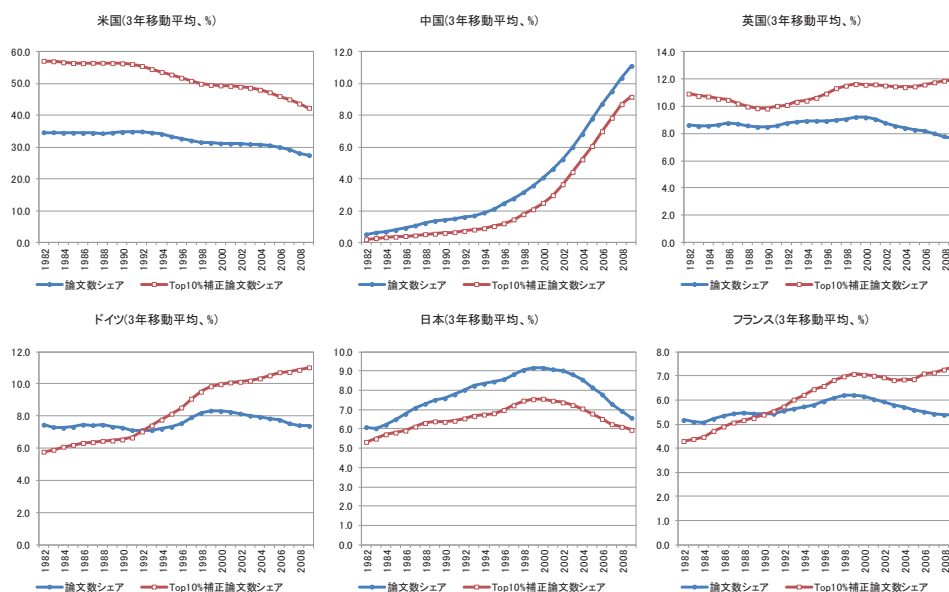 米国(3年移動平均、%)
60.0
50.0
40.0
30.0
20.0
10.0
0.0
1982 1984 1986 1988 1990 1992 1994 1996 1998 2000 2002 2004 2006 2008
論文数シェア Top10%補正論文数シェア
中国(3年移動平均、%)
12.0
10.0
8.0
6.0
4.0
2.0
0.0
1982 1984 1986 1988 1990 1992 1994 1996 1998 2000 2002 2004 2006 2008
論文数シェア Top10%補正論文数シェア
英国(3年移動平均、%)
14.0
12.0
10.0
8.0
6.0
4.0
2.0
0.0
1982 1984 1986 1988 1990 1992 1994 1996 1998 2000 2002 2004 2006 2008
論文数シェア Top10%補正論文数シェア
ドイツ(3年移動平均、%)
12.0
10.0
8.0
6.0
4.0
2.0
0.0
1982 1984 1986 1988 1990 1992 1994 1996 1998 2000 2002 2004 2006 2008
論文数シェア Top10%補正論文数シェア
日本(3年移動平均、%)
10.0
9.0
8.0
7.0
6.0
5.0
4.0
3.0
2.0
1.0
0.0
1982 1984 1986 1988 1990 1992 1994 1996 1998 2000 2002 2004 2006 2008
論文数シェア Top10%補正論文数シェア
フランス(3年移動平均、%)
8.0
7.0
6.0
5.0
4.0
3.0
2.0
1.0
0.0
1982 1984 1986 1988 1990 1992 1994 1996 1998 2000 2002 2004 2006 2008
論文数シェア Top10%補正論文数シェア